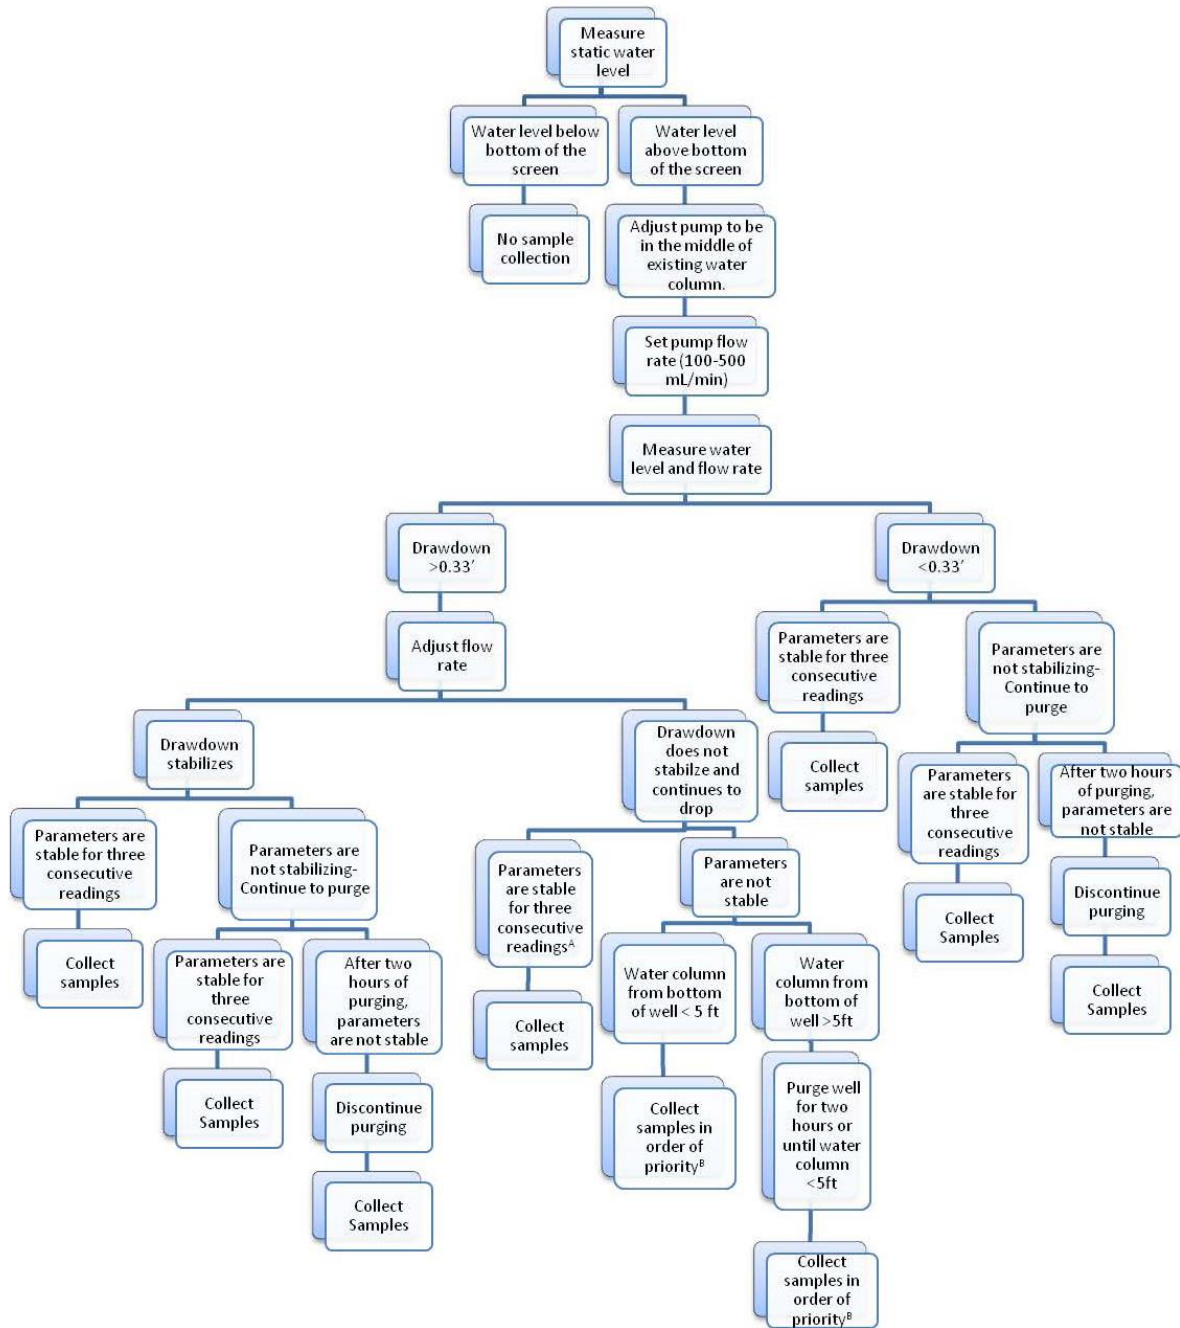 Measure
static water
level
Water level below
bottom of the
screen
Water level
above bottom
of the screen
No sample
collection
Adjust pump to be
in the middle of
existing water
column.
Set pump flow
rate (100-500
mL/min)
Measure water
level and flow rate
Drawdown
>0.33′
Drawdown
<0.33′
Adjust flow
rate
Parameters are
stable for three
consecutive
readings
Parameters are
not stabilizing-
Continue to
purge
Drawdown
stabilizes
Drawdown
does not
stabilze and
continues to
drop
Collect
samples
Parameters
are stable for
three
consecutive
readings
After two hours
of purging,
parameters are
not stable
Parameters are
stable for three
consecutive
readings
Parameters are
not stabilizing-
Continue to purge
Parameters
are stable
for three
consecutive
readingsᴬ
Parameters
are not
stable
Collect
Samples
Discontinue
purging
Collect
samples
Parameters are
stable for
three
consecutive
readings
After two
hours of
purging,
parameters
are not stable
Collect
samples
Water column
from bottom
of well < 5 ft
Water
column from
bottom of
well >5ft
Collect
Samples
Collect
Samples
Discontinue
purging
Collect
samples in
order of
priorityᴮ
Purge well
for two
hours or
until water
column
<5ft
Collect
Samples
Collect
samples in
order of
priorityᴮ